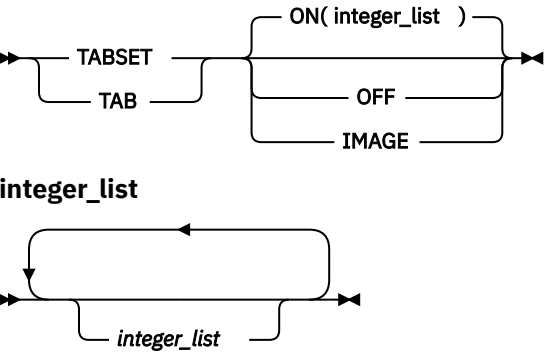 ON( integer_list )
TABSET
TAB
OFF
IMAGE
integer_list
integer_list